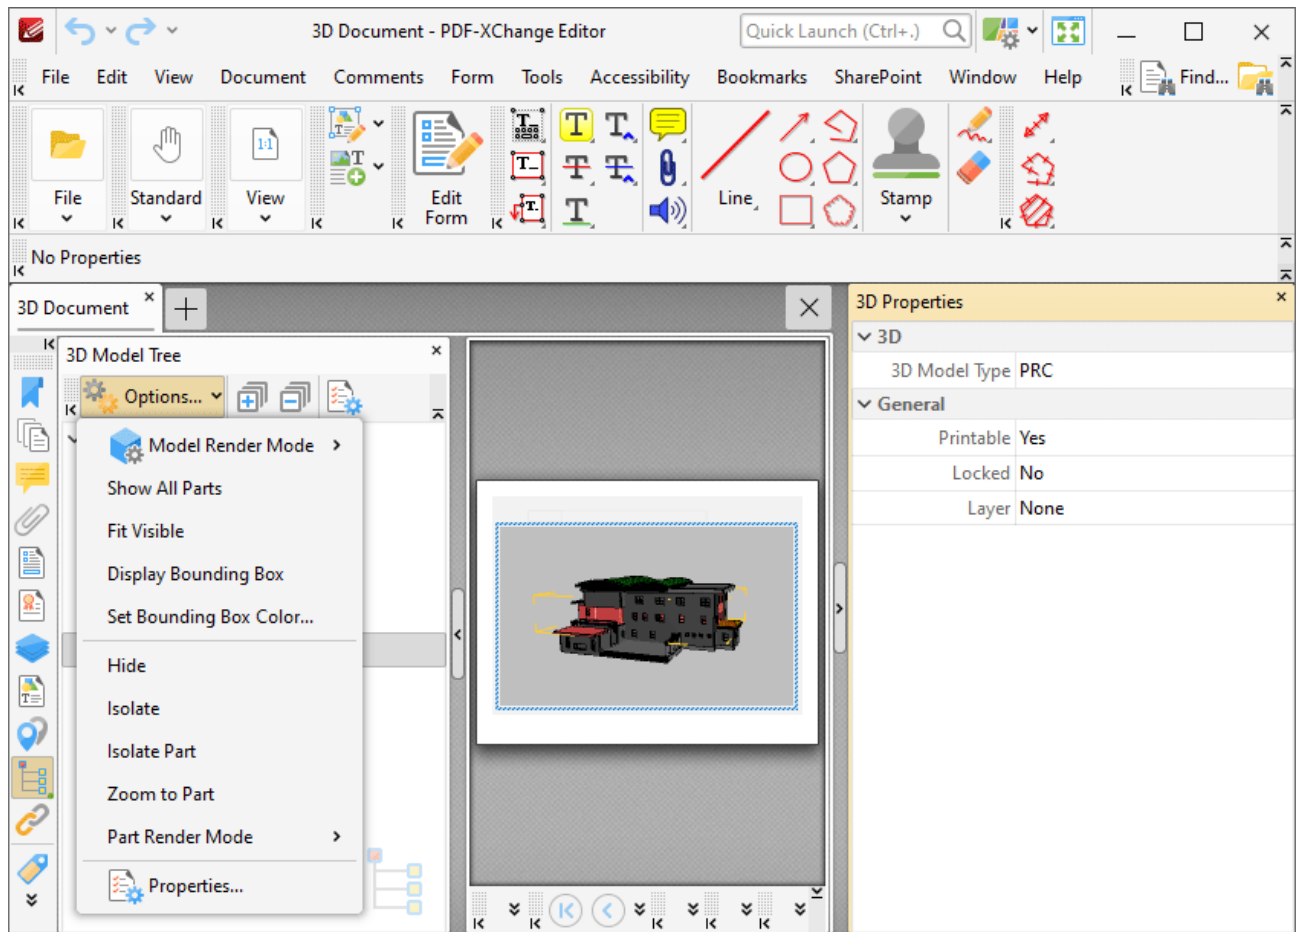 3D Document - PDF-XChange Editor
Quick Launch (Ctrl+.)
File Edit View Document Comments Form Tools Accessibility Bookmarks SharePoint Window Help Find...
1:1
File Standard View Edit Form Line Stamp
No Properties
3D Document
3D Model Tree
Options...
Model Render Mode
Show All Parts
Fit Visible
Display Bounding Box
Set Bounding Box Color...
Hide
Isolate
Isolate Part
Zoom to Part
Part Render Mode
Properties...
3D Properties
3D
3D Model Type PRC
General
Printable Yes
Locked No
Layer None